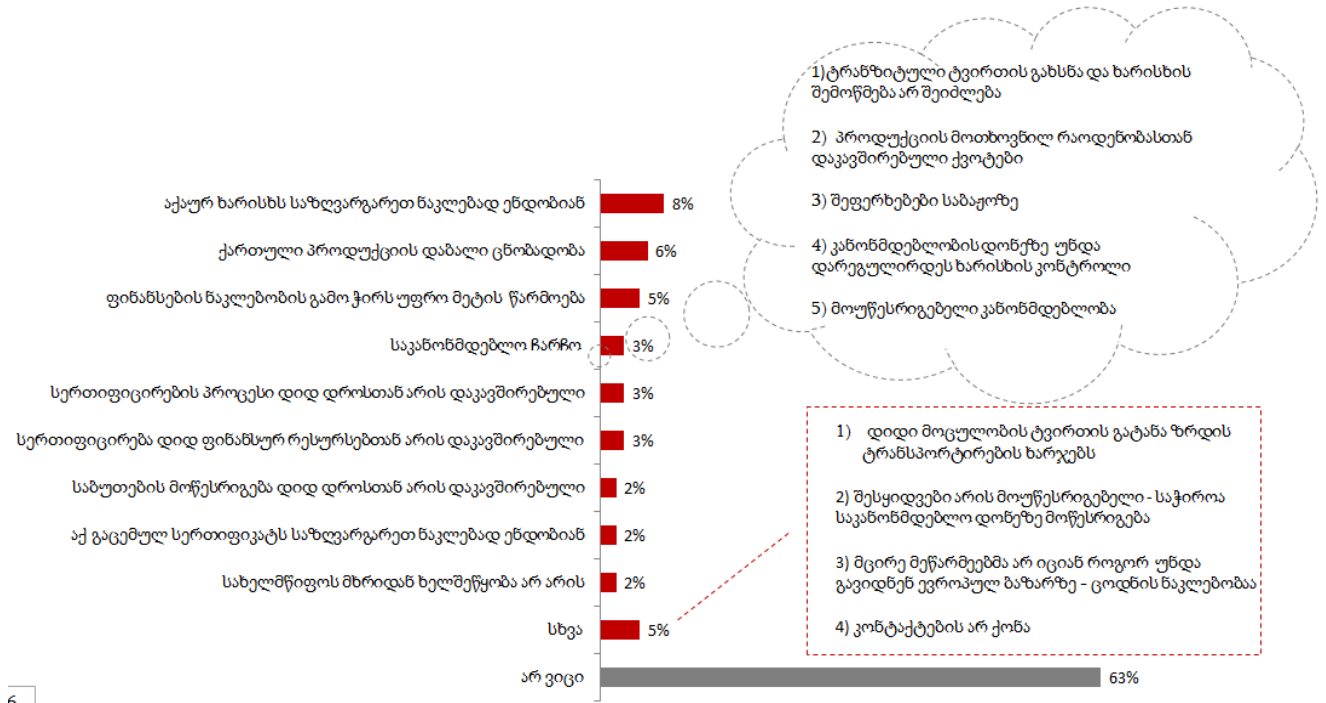 1)ტრანზიტული ტვირთის გახსნა და ხარისხის
შემოწმება არ შეიძლება
2) პროდუქციის მოთხოვნილ რაოდენობასთან
დაკავშირებული ქვოტები
3) შეფერხებები საბაჟოზე
4) კანონმდებლობის დონეზე უნდა
დარეგულირდეს ხარისხის კონტროლი
5) მოუწესრიგებელი კანონმდებლობა
აქაურ ხარისხს საზღვარგარეთ ნაკლებად ენდობიან 8%
ქართული პროდუქციის დაბალი ცნობადობა 6%
ფინანსების ნაკლებობის გამო ჭირს უფრო მეტის წარმოება 5%
საკანონმდებლო ჩარჩო 3%
სერთიფიცირების პროცესი დიდ დროსთან არის დაკავშირებული 3%
სერთიფიცირება დიდ ფინანსურ რესურსებთან არის დაკავშირებული 3%
საბუთების მოწესრიგება დიდ დროსთან არის დაკავშირებული 2%
აქ გაცემულ სერთიფიკატს საზღვარგარეთ ნაკლებად ენდობიან 2%
სახელმწიფოს მხრიდან ხელშეწყობა არ არის 2%
სხვა 5%
არ ვიცი 63%
1) დიდი მოცულობის ტვირთის გატანა ზრდის
ტრანსპორტირების ხარჯებს
2) შესყიდვები არის მოუწესრიგებელი - საჭიროა
საკანონმდებლო დონეზე მოწესრიგება
3) მცირე მეწარმეებმა არ იციან როგორ უნდა
გავიდნენ ევროპულ ბაზარზე – ცოდნის ნაკლებობაა
4) კონტაქტების არ ქონა
6